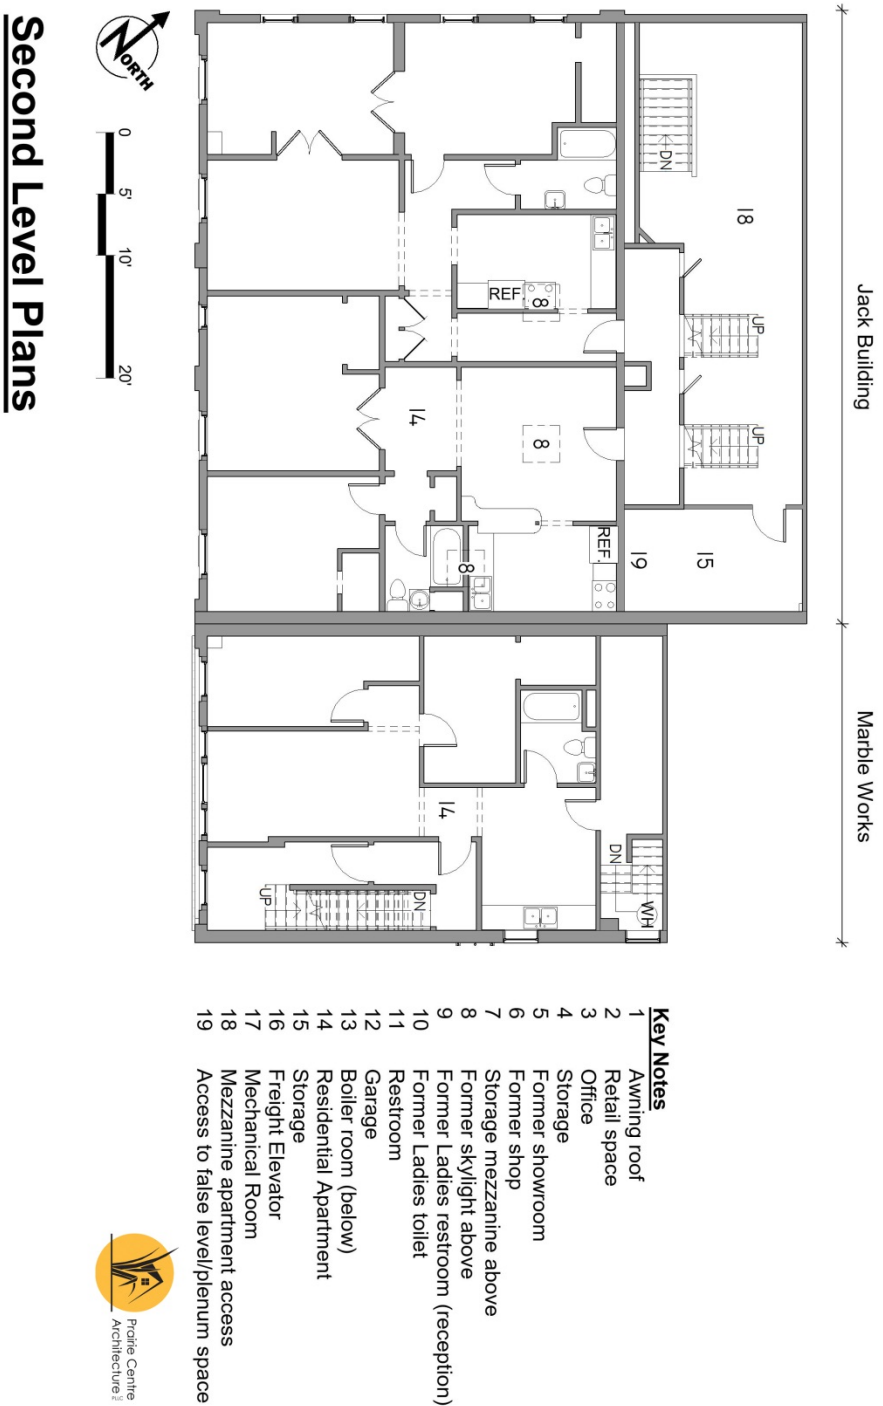 Second Level Plans
NORTH
0
5'
10'
20'
Jack Building
Marble Works
DN
18
UP
UP
REF.
8
8
14
8
REF.
19
15
14
DN
WH
UP
DN
Key Notes
1 Awning roof
2 Retail space
3 Office
4 Storage
5 Former showroom
6 Former shop
7 Storage mezzanine above
8 Former skylight above
9 Former Ladies restroom (reception)
10 Former Ladies toilet
11 Restroom
12 Garage
13 Boiler room (below)
14 Residential Apartment
15 Storage
16 Freight Elevator
17 Mechanical Room
18 Mezzanine apartment access
19 Access to false level/plenum space
Prairie Centre
Architecture